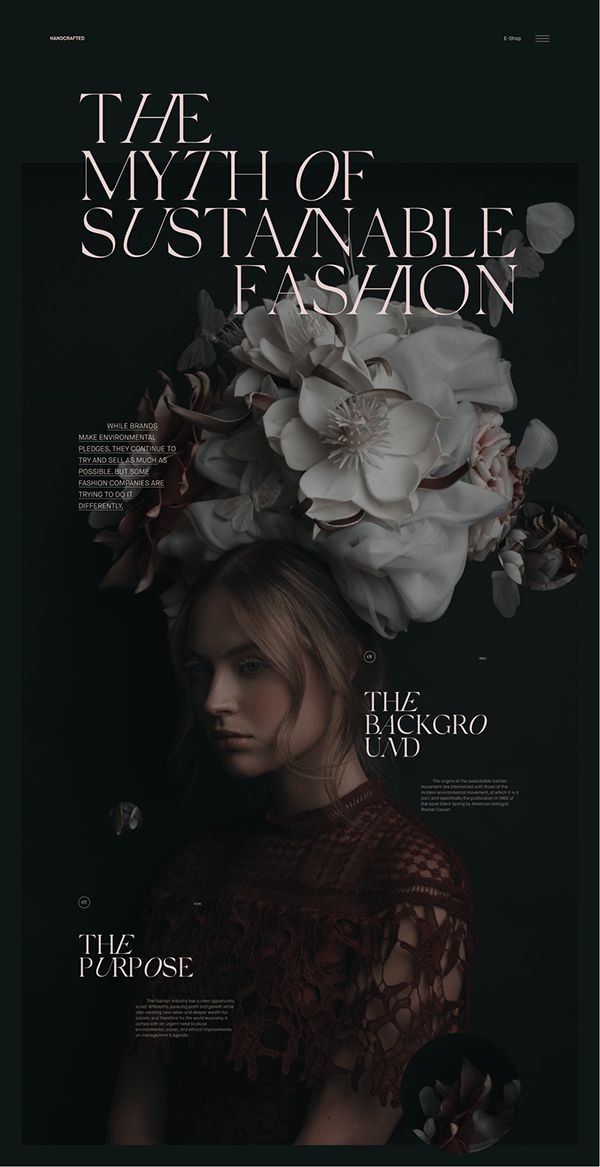 HANDCRAFTED
E-Shop
THE
MYTH OF
SUSTAINABLE
FASHION
WHILE BRANDS
MAKE ENVIRONMENTAL
PLEDGES, THEY CONTINUE TO
TRY AND SELL AS MUCH AS
POSSIBLE. BUT SOME
FASHION COMPANIES ARE
TRYING TO DO IT
DIFFERENTLY.
01
THE
BACKGRO
UND
The origins of the sustainable fashion
movement are intertwined with those of the
modern environmental movement, of which it is a
part, and specifically the publication in 1962 of
the book Silent Spring by American biologist
Rachel Carson.
02
THE
PURPOSE
The fashion industry has a clear opportunity
to act differently, pursuing profit and growth while
also creating new value and deeper wealth for
society and therefore for the world economy. It
comes with an urgent need to place
environmental, social, and ethical improvements
on management's agenda.